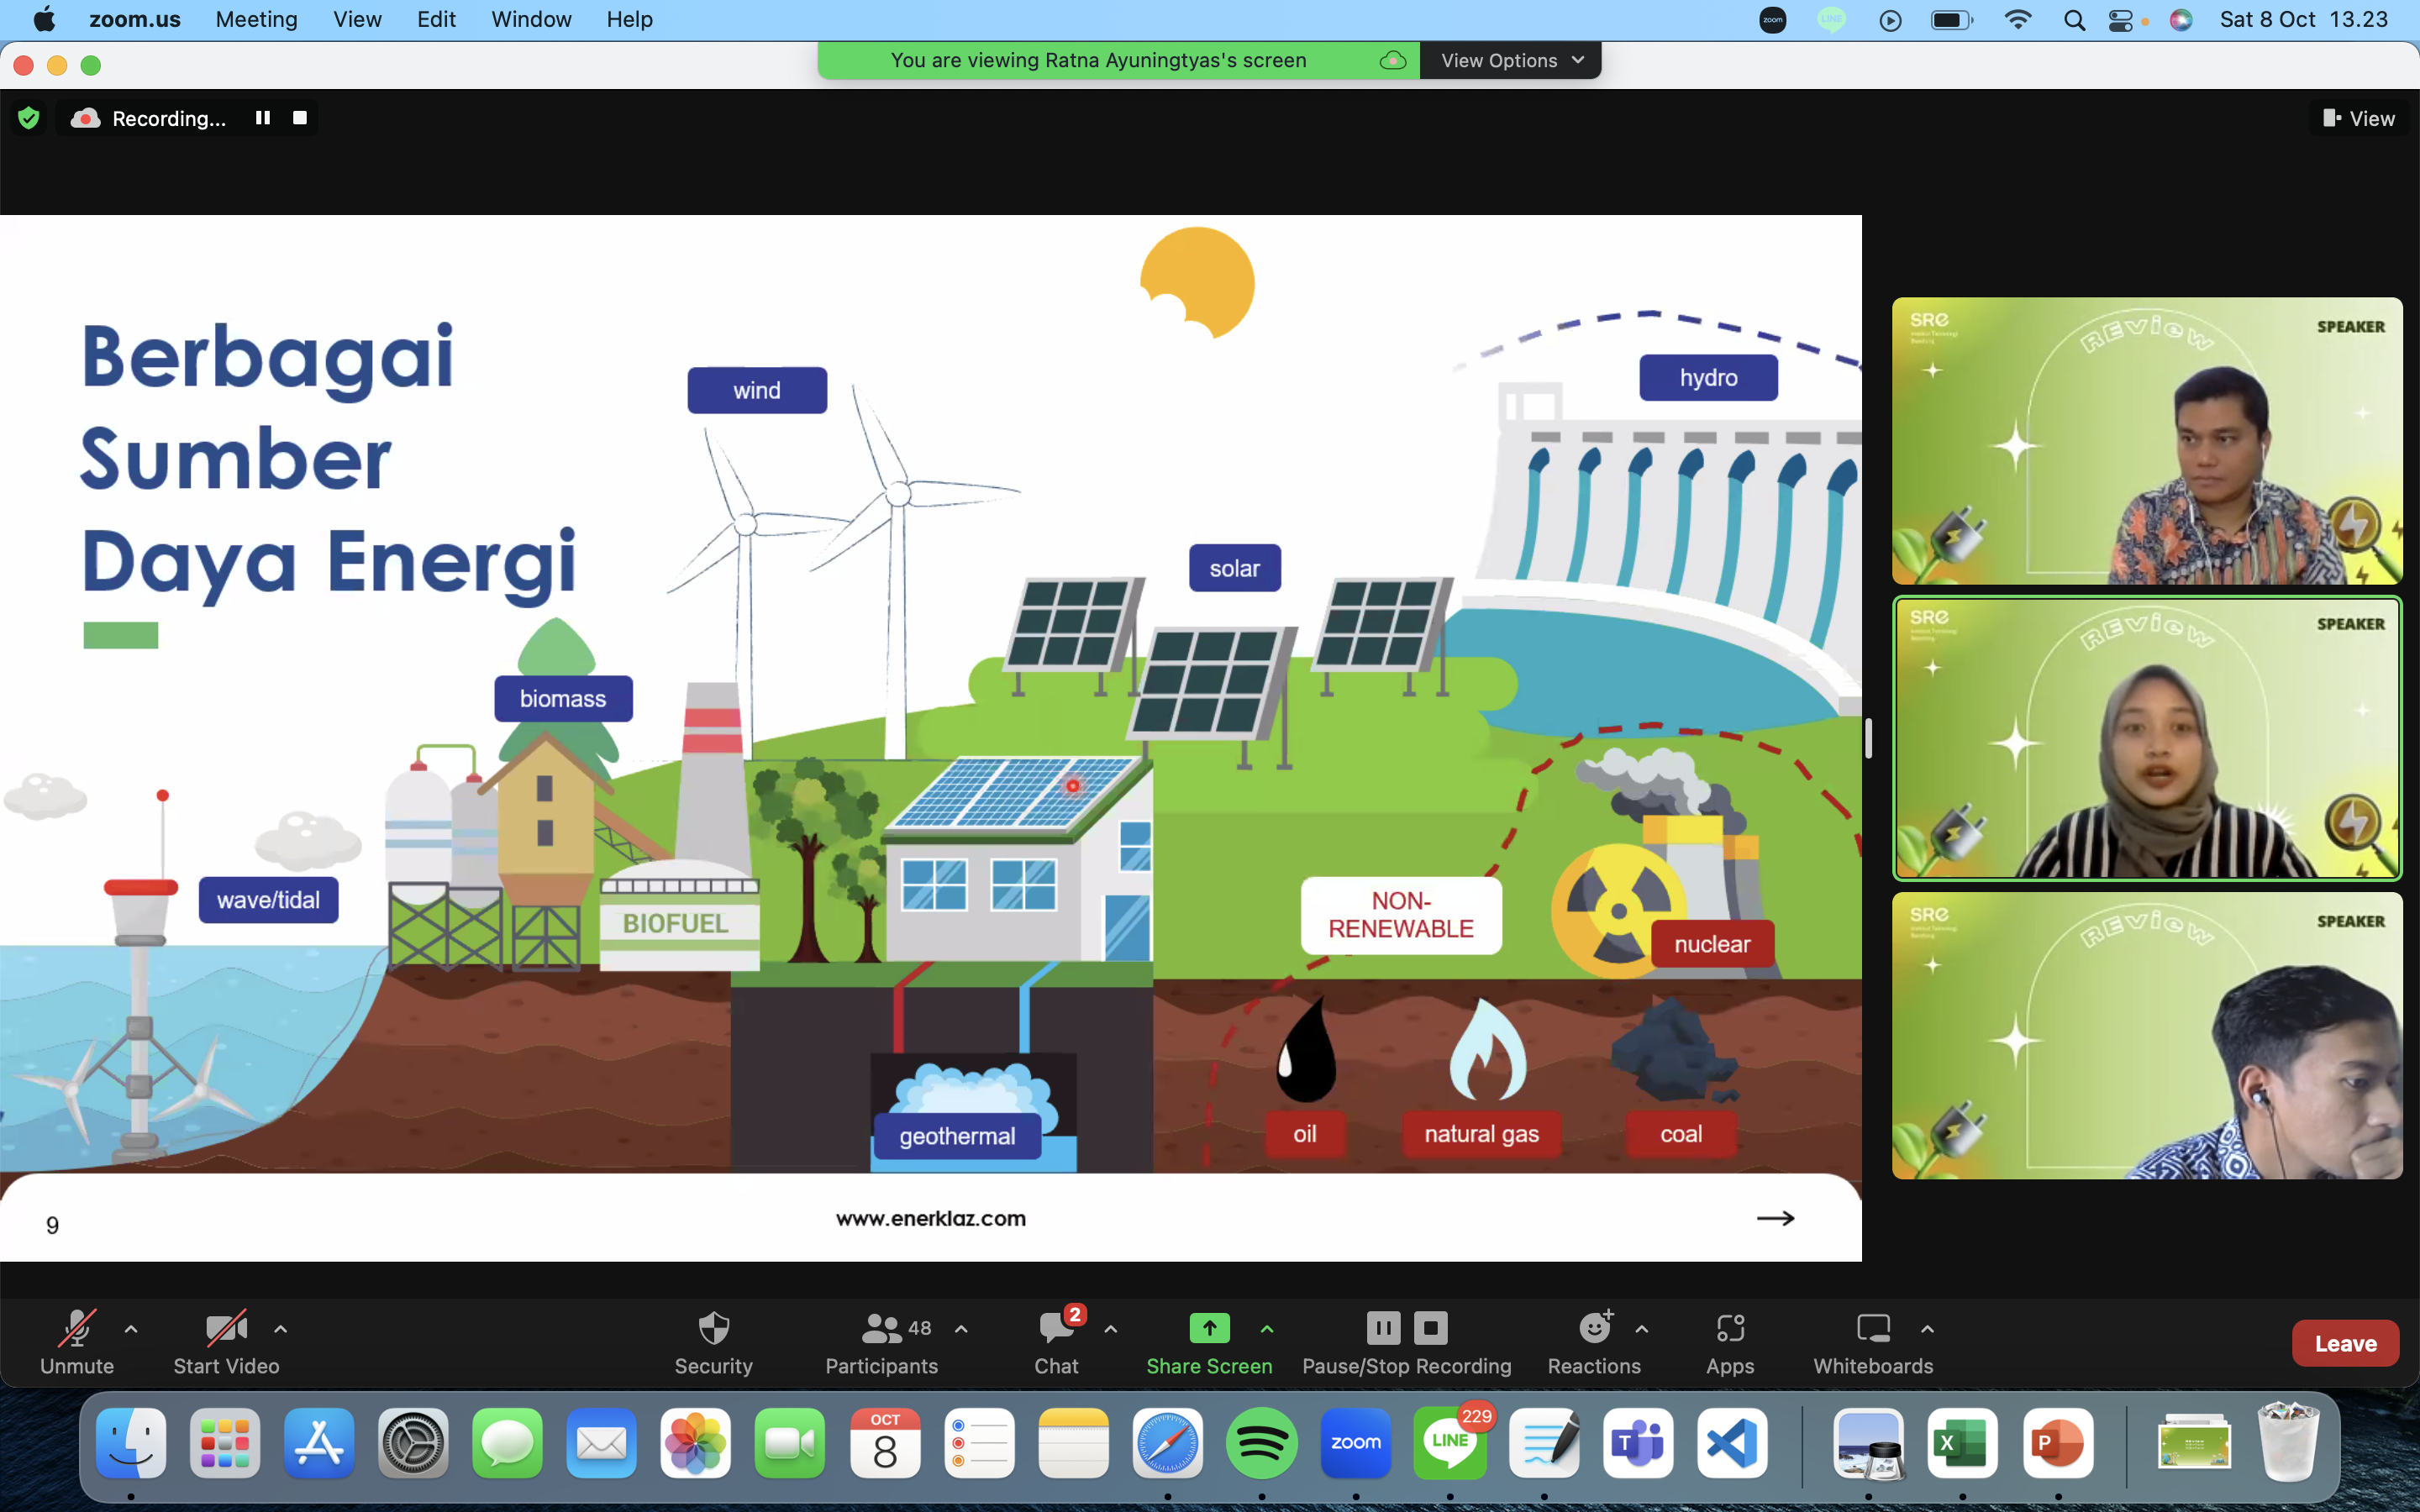 zoom.us Meeting View Edit Window Help
zoom LINE Sat 8 Oct 13.23
You are viewing Ratna Ayuningtyas's screen View Options
Recording... View
Berbagai
Sumber
Daya Energi
wind
hydro
solar
biomass
wave/tidal
BIOFUEL
NON-
RENEWABLE
nuclear
geothermal
oil
natural gas
coal
9
www.enerklaz.com
SRE
REview
SPEAKER
SRE
REview
SPEAKER
SRE
REview
SPEAKER
48
2
Unmute
Start Video
Security
Participants
Chat
Share Screen
Pause/Stop Recording
Reactions
Apps
Whiteboards
Leave
OCT
8
zoom
229
LINE
T
X
P